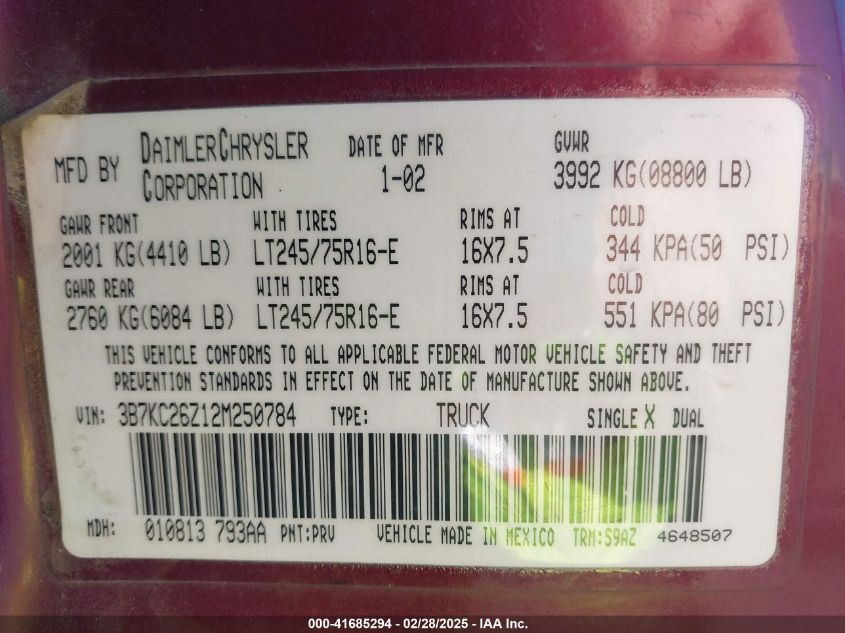 MFD BY DAIMLERCHRYSLER CORPORATION DATE OF MFR 1-02 GVWR 3992 KG(08800 LB)
GAWR FRONT WITH TIRES RIMS AT COLD
2001 KG(4410 LB) LT245/75R16-E 16X7.5 344 KPA(50 PSI)
GAWR REAR WITH TIRES RIMS AT COLD
2760 KG(6084 LB) LT245/75R16-E 16X7.5 551 KPA(80 PSI)
THIS VEHICLE CONFORMS TO ALL APPLICABLE FEDERAL MOTOR VEHICLE SAFETY AND THEFT
PREVENTION STANDARDS IN EFFECT ON THE DATE OF MANUFACTURE SHOWN ABOVE.
VIN: 3B7KC26Z12M250784 TYPE: TRUCK SINGLE X DUAL
MDH: 010813 793AA PNT:PRV VEHICLE MADE IN MEXICO TRM:S9AZ 4648507
000-41685294 - 02/28/2025 - IAA Inc.